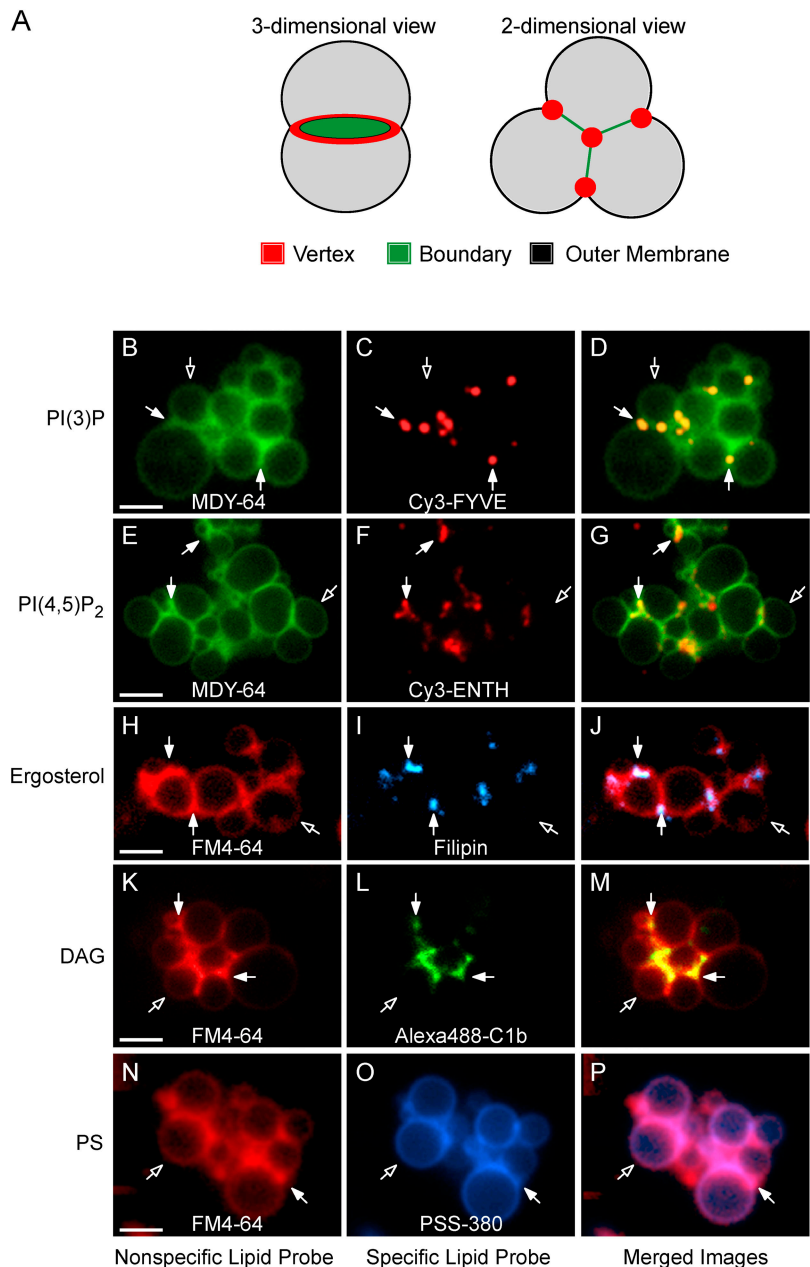 A
3-dimensional view
2-dimensional view
Vertex
Boundary
Outer Membrane
PI(3)P
B
MDY-64
C
Cy3-FYVE
D
PI(4,5)P2
E
MDY-64
F
Cy3-ENTH
G
Ergosterol
H
FM4-64
I
Filipin
J
DAG
K
FM4-64
L
Alexa488-C1b
M
PS
N
FM4-64
O
PSS-380
P
Nonspecific Lipid Probe
Specific Lipid Probe
Merged Images